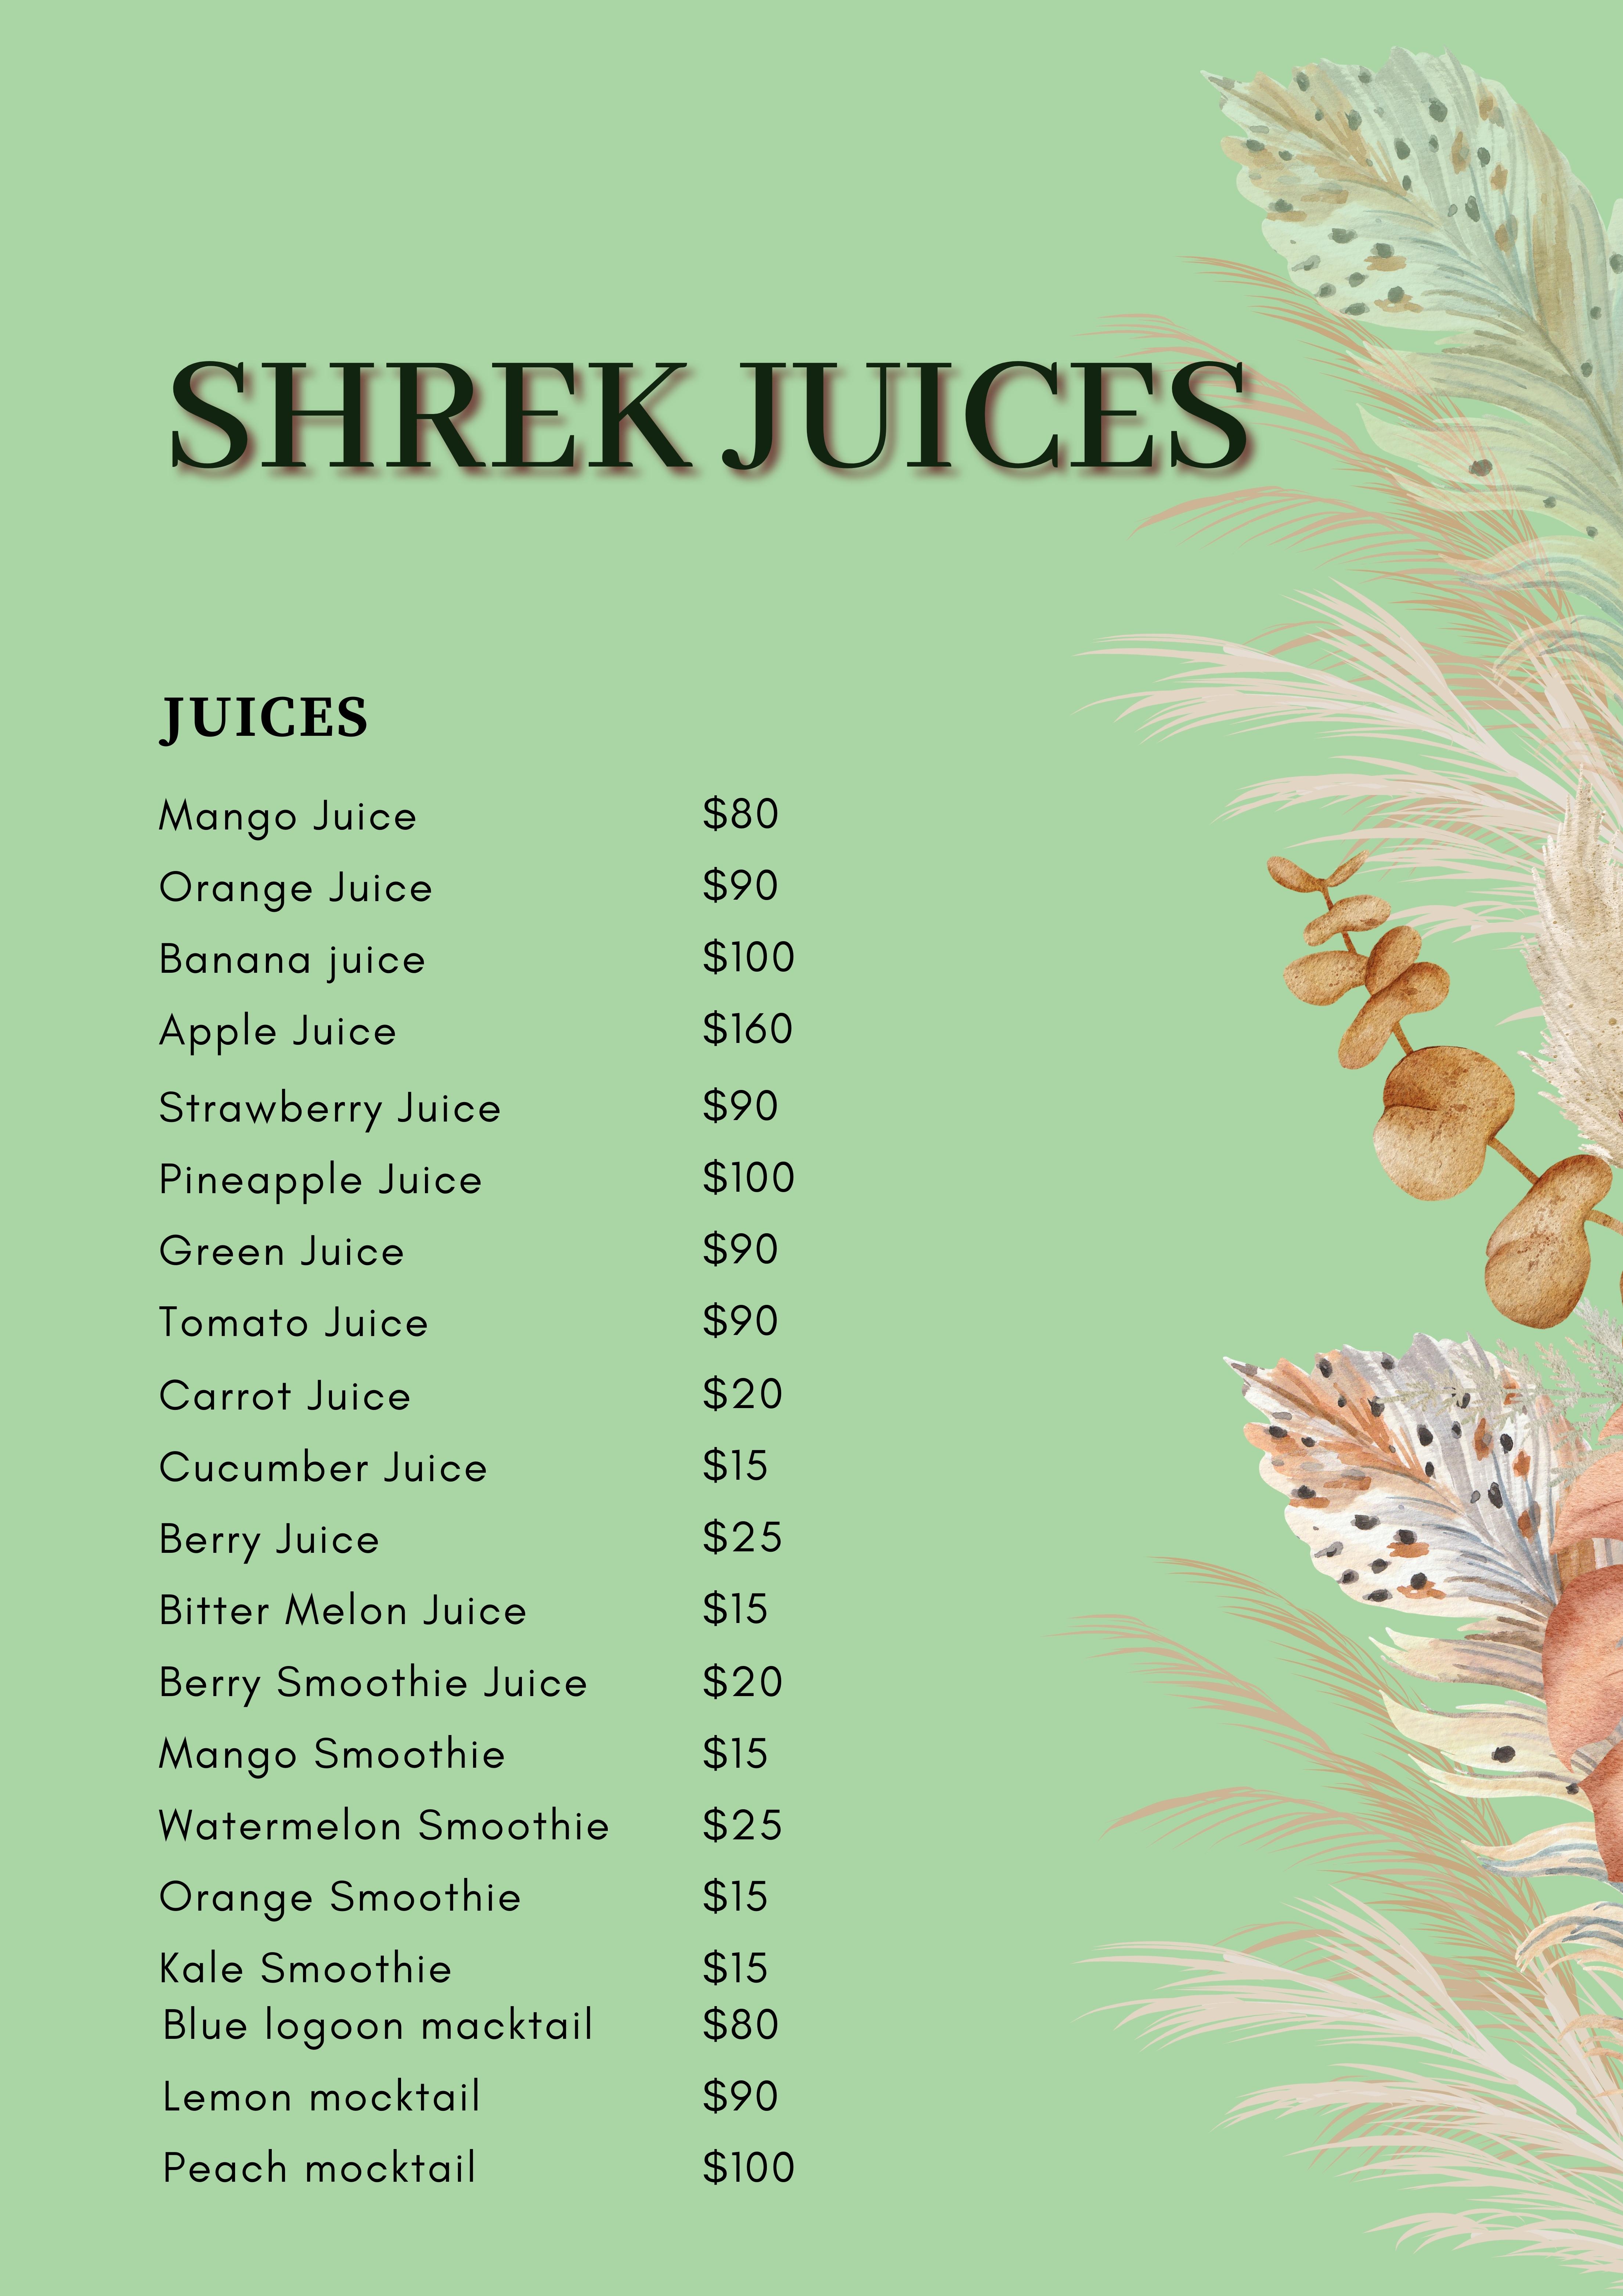 SHREK JUICES
JUICES
Mango Juice $80
Orange Juice $90
Banana juice $100
Apple Juice $160
Strawberry Juice $90
Pineapple Juice $100
Green Juice $90
Tomato Juice $90
Carrot Juice $20
Cucumber Juice $15
Berry Juice $25
Bitter Melon Juice $15
Berry Smoothie Juice $20
Mango Smoothie $15
Watermelon Smoothie $25
Orange Smoothie $15
Kale Smoothie $15
Blue logoon macktail $80
Lemon mocktail $90
Peach mocktail $100